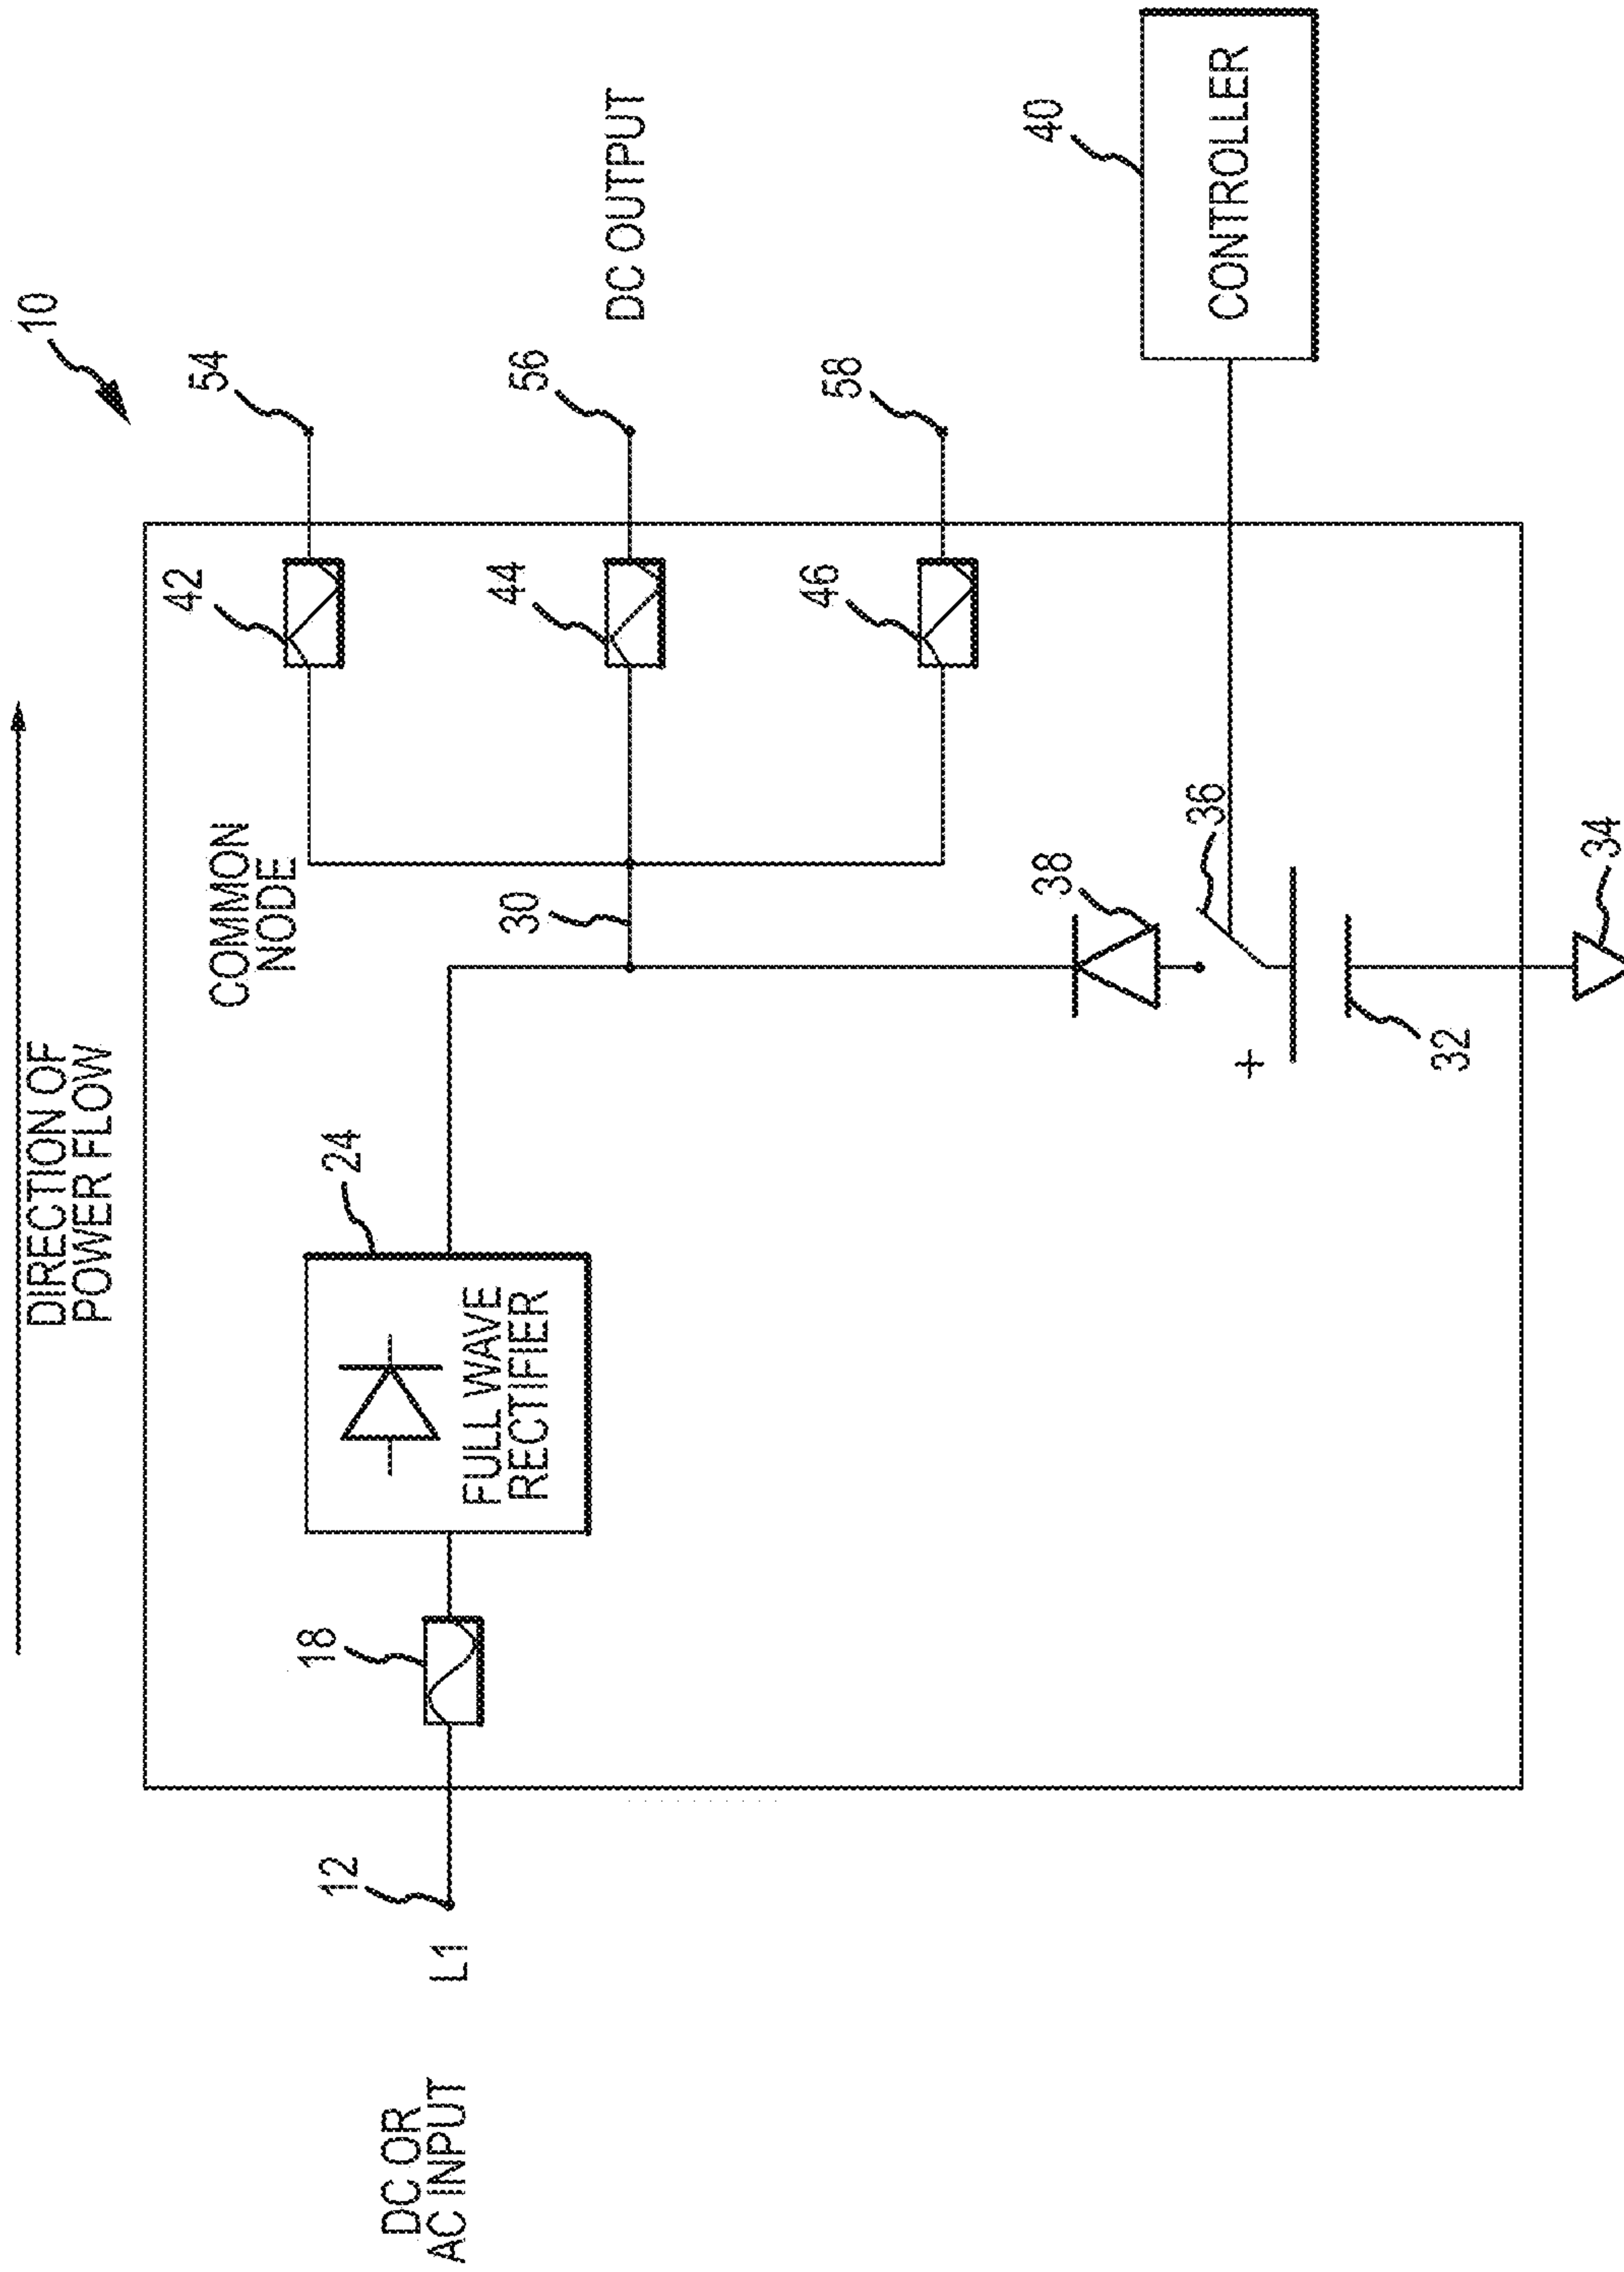 10
DIRECTION OF
POWER FLOW
COMMON
NODE
54
42
24
18
12
L1
DC OR
AC INPUT
FULL WAVE
RECTIFIER
30
44
56
DC OUTPUT
46
58
38
36
40
CONTROLLER
+
32
34